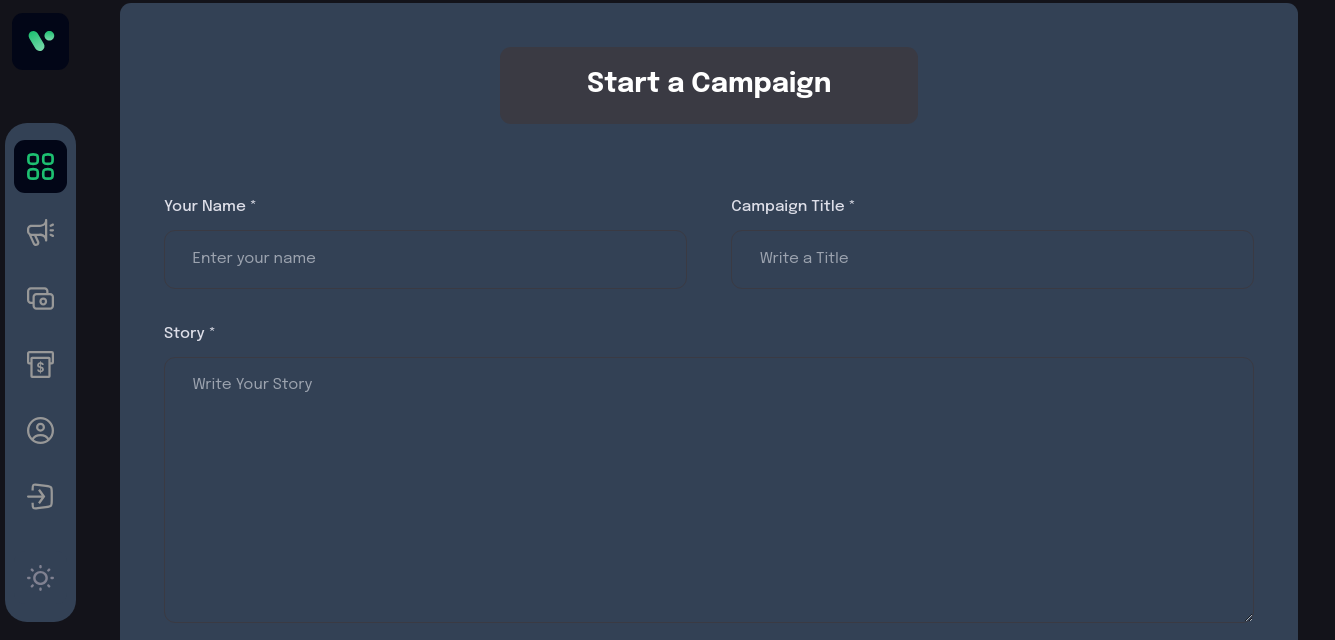 Start a Campaign
Your Name *
Campaign Title *
Enter your name
Write a Title
Story *
Write Your Story
$